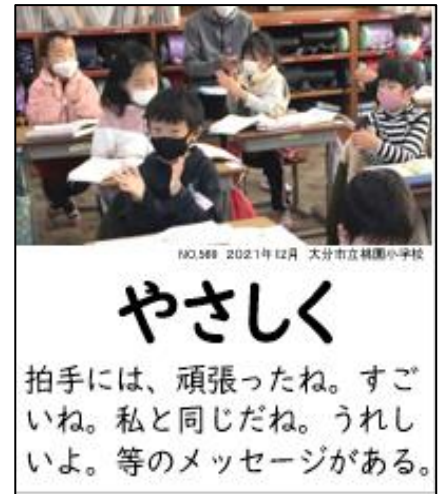 NO,569 2021年12月 大分市立桃園小学校
やさしく
拍手には、頑張ったね。すご
いね。私と同じだね。うれし
いよ。等のメッセージがある。